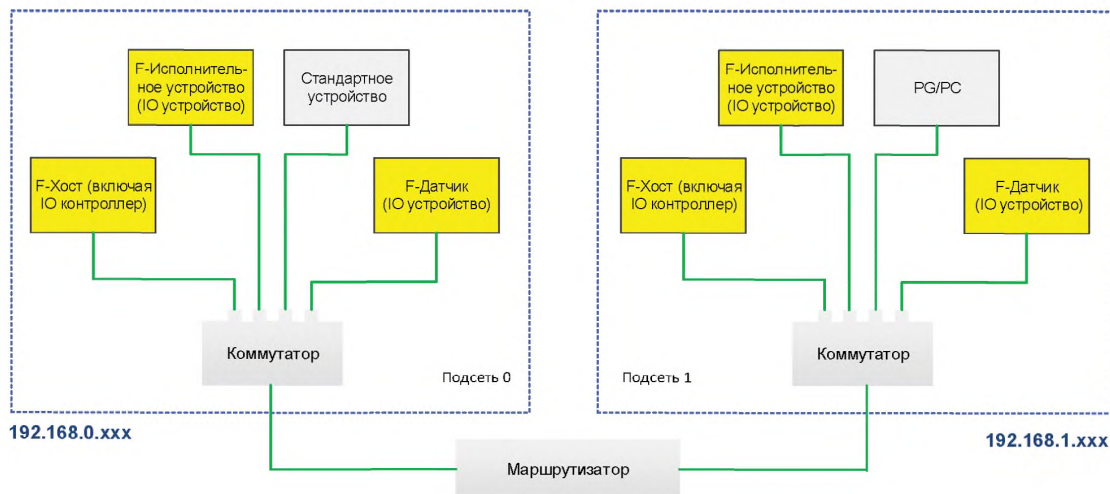 F-Исполнитель-
ное устройство
(IO устройство)
Стандартное
устройство
F-Хост (включая
IO контроллер)
F-Датчик
(IO устройство)
Коммутатор
Подсеть 0
192.168.0.xxx
F-Исполнитель-
ное устройство
(IO устройство)
PG/PC
F-Хост (включая
IO контроллер)
F-Датчик
(IO устройство)
Коммутатор
Подсеть 1
192.168.1.xxx
Маршрутизатор